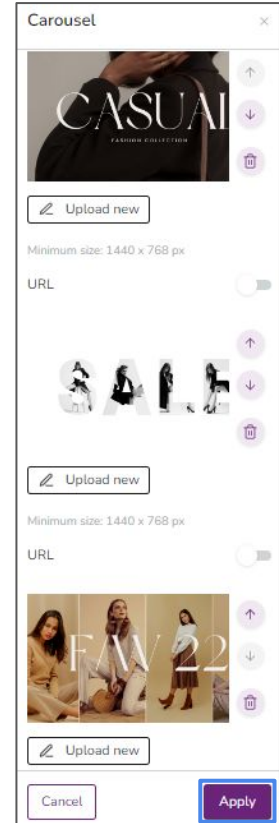 Carousel
CASUAL
FASHION COLLECTION
Upload new
Minimum size: 1440 x 768 px
URL
SALE
Upload new
Minimum size: 1440 x 768 px
URL
F/W 22
Upload new
Cancel
Apply